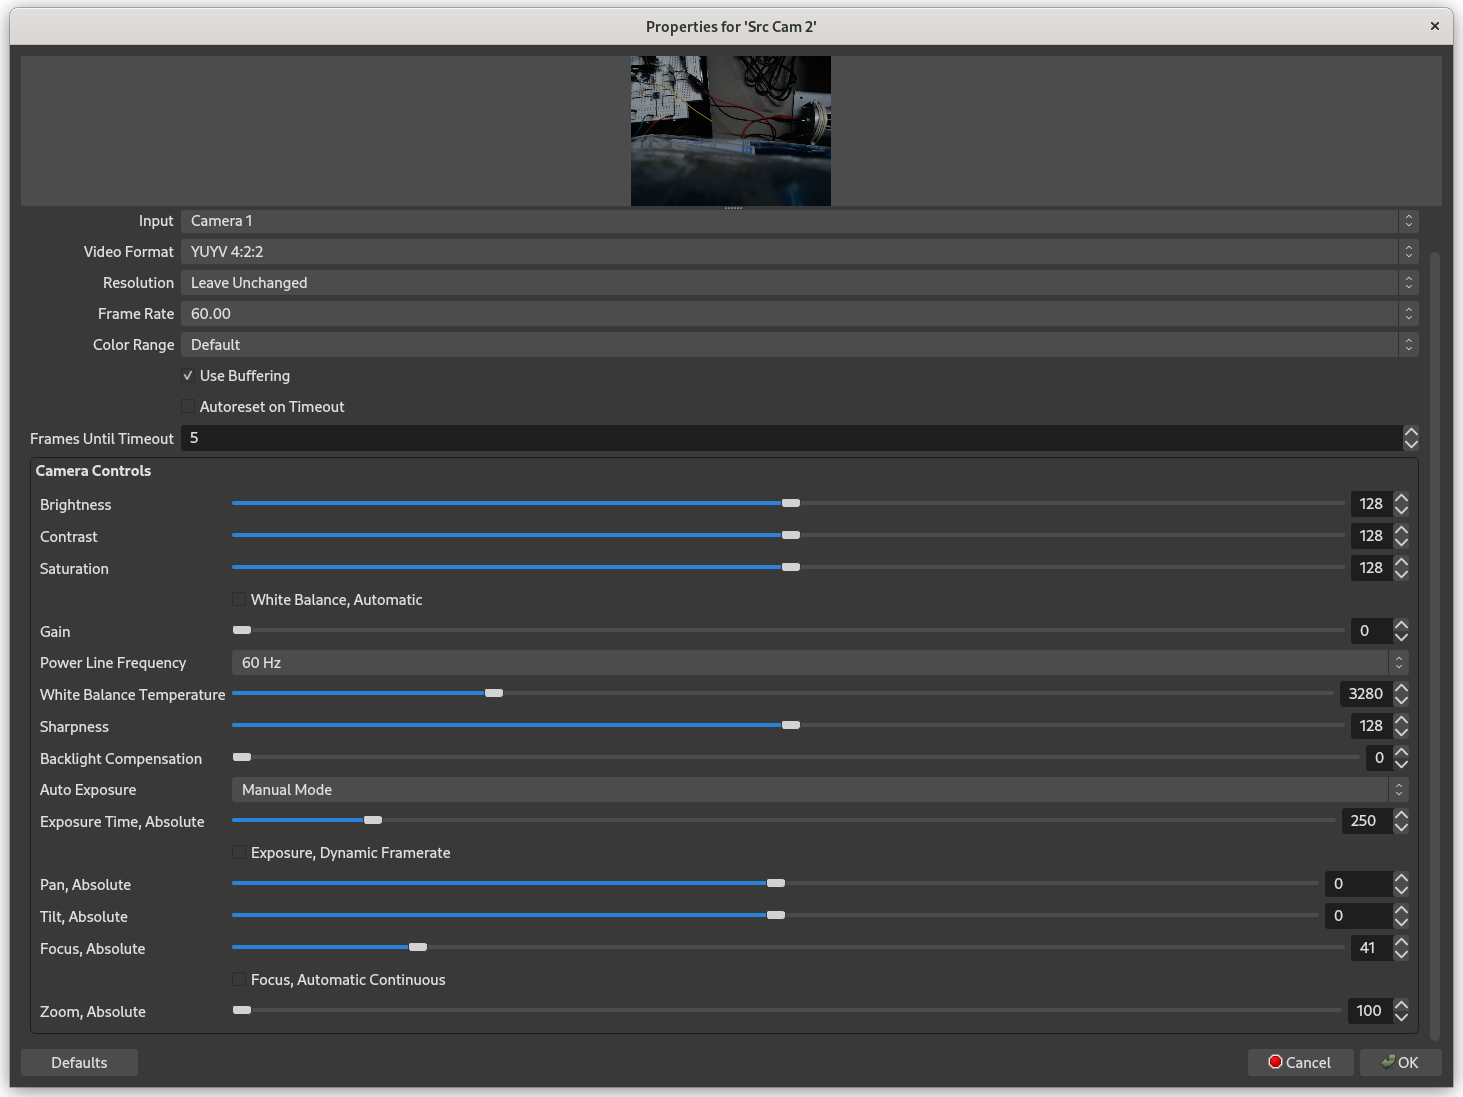 Properties for 'Src Cam 2'
Input Camera 1
Video Format YUYV 4:2:2
Resolution Leave Unchanged
Frame Rate 60.00
Color Range Default
Use Buffering
Autoreset on Timeout
Frames Until Timeout 5
Camera Controls
Brightness 128
Contrast 128
Saturation 128
White Balance, Automatic
Gain 0
Power Line Frequency 60 Hz
White Balance Temperature 3280
Sharpness 128
Backlight Compensation 0
Auto Exposure Manual Mode
Exposure Time, Absolute 250
Exposure, Dynamic Framerate
Pan, Absolute 0
Tilt, Absolute 0
Focus, Absolute 41
Focus, Automatic Continuous
Zoom, Absolute 100
Defaults Cancel OK